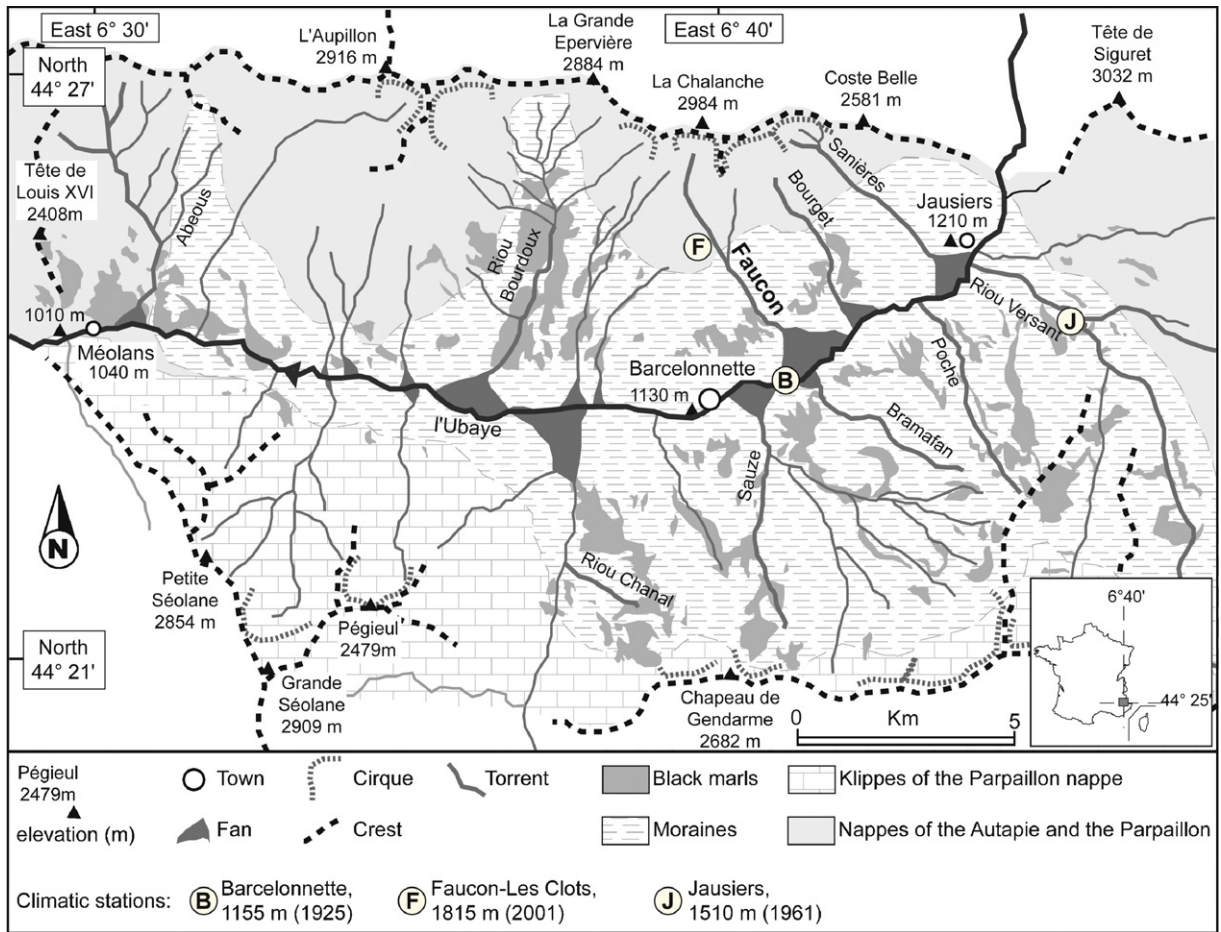 East 6° 30'
East 6° 40'
North
44° 27'
L'Aupillon
2916 m
La Grande
Epervière
2884 m
La Chalanche
2984 m
Coste Belle
2581 m
Tête de
Siguret
3032 m
Tête de
Louis XVI
2408m
Abeous
Riou
Bourdoux
F
Faucon
Bourget
Sanières
Jausiers
1210 m
1010 m
Méolans
1040 m
Riou Versant
J
Poche
Barcelonnette
1130 m
B
l'Ubaye
Bramafan
Sauze
N
Petite
Séolane
2854 m
Riou Chanal
Pégieul
2479m
North
44° 21'
Grande
Séolane
2909 m
Chapeau de
Gendarme
2682 m
0
Km
5
6°40'
44° 25'
Pégieul
2479m
elevation (m)
Town
Cirque
Torrent
Black marls
Klippes of the Parpaillon nappe
Fan
Crest
Moraines
Nappes of the Autapie and the Parpaillon
Climatic stations:
B
Barcelonnette,
1155 m (1925)
F
Faucon-Les Clots,
1815 m (2001)
J
Jausiers,
1510 m (1961)